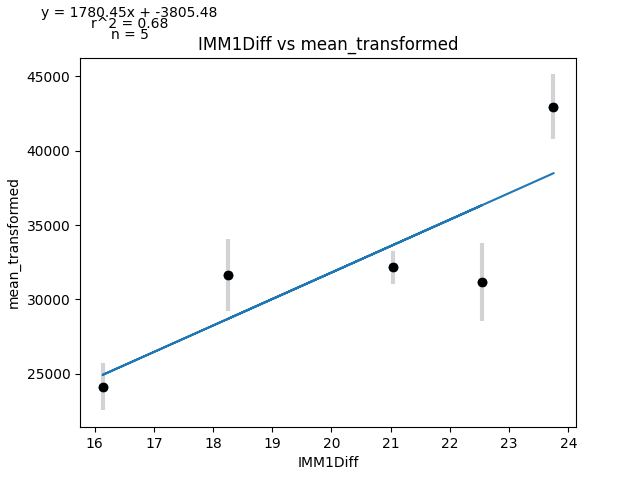 y = 1780.45x + -3805.48
r^2 = 0.68
n = 5
IMM1Diff vs mean_transformed
45000
40000
35000
30000
25000
mean_transformed
16 17 18 19 20 21 22 23 24
IMM1Diff